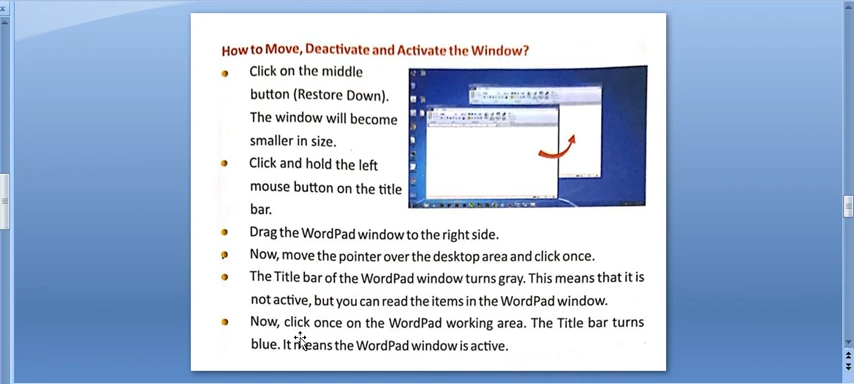 How to Move, Deactivate and Activate the Window?
Click on the middle
button (Restore Down).
The window will become
smaller in size.
Click and hold the left
mouse button on the title
bar.
Drag the WordPad window to the right side.
Now, move the pointer over the desktop area and click once.
The Title bar of the WordPad window turns gray. This means that it is
not active, but you can read the items in the WordPad window.
Now, click once on the WordPad working area. The Title bar turns
blue. It means the WordPad window is active.